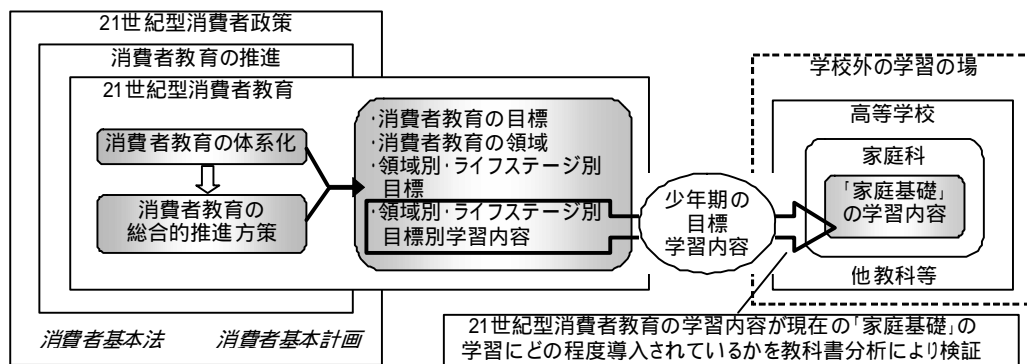 21世紀型消費者政策
消費者教育の推進
21世紀型消費者教育
消費者教育の体系化
消費者教育の
総合的推進方策
・消費者教育の目標
・消費者教育の領域
・領域別・ライフステージ別
目標
・領域別・ライフステージ別
目標別学習内容
少年期の
目標
学習内容
学校外の学習の場
高等学校
家庭科
「家庭基礎」
の学習内容
他教科等
消費者基本法 消費者基本計画
21世紀型消費者教育の学習内容が現在の「家庭基礎」の
学習にどの程度導入されているかを教科書分析により検証